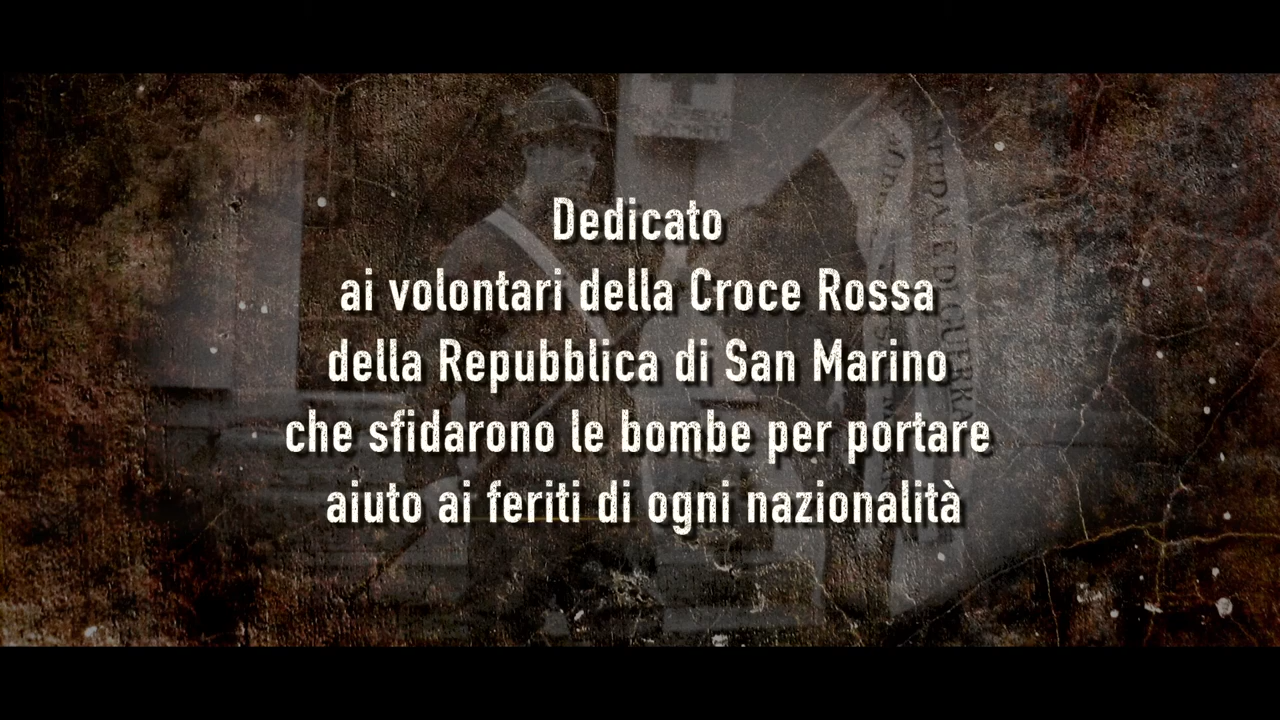 Dedicato
ai volontari della Croce Rossa
della Repubblica di San Marino
che sfidarono le bombe per portare
aiuto ai feriti di ogni nazionalità